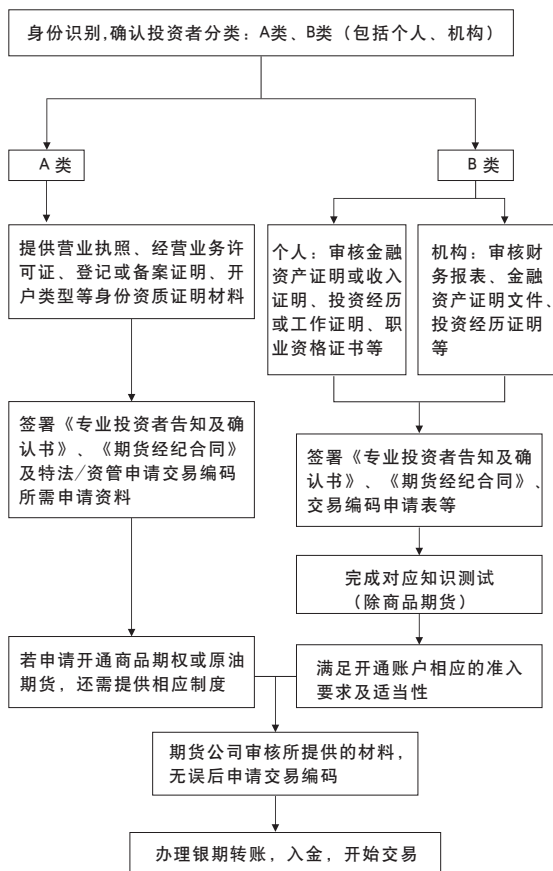 身份识别,确认投资者分类：A类、B类（包括个人、机构）
A 类
B 类
提供营业执照、经营业务许
可证、登记或备案证明、开
户类型等身份资质证明材料
个人：审核金融
资产证明或收入
证明、投资经历
或工作证明、职
业资格证书等
机构：审核财
务报表、金融
资产证明文件、
投资经历证明
等
签署《专业投资者告知及确
认书》、《期货经纪合同》
及特法/资管申请交易编码
所需申请资料
签署《专业投资者告知及确
认书》、《期货经纪合同》、
交易编码申请表等
完成对应知识测试
（除商品期货）
若申请开通商品期权或原油
期货，还需提供相应制度
满足开通账户相应的准入
要求及适当性
期货公司审核所提供的材料，
无误后申请交易编码
办理银期转账，入金，开始交易